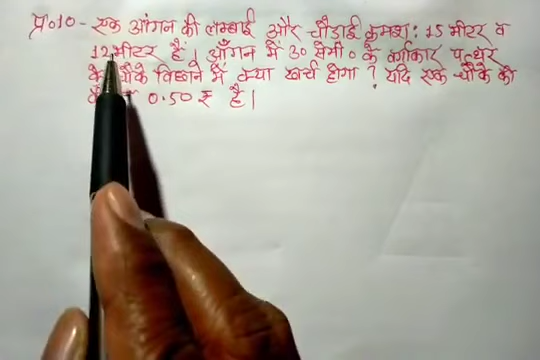 प्र०10- एक आंगन की लम्बाई और चौड़ाई क्रमश: 15 मीटर व
12 मीटर है। आँगन में 30 सेमी० के वर्गाकार पत्थर
के चौके बिछाने में क्या खर्च होगा? यदि एक चौके की
0.50 ₹ है।